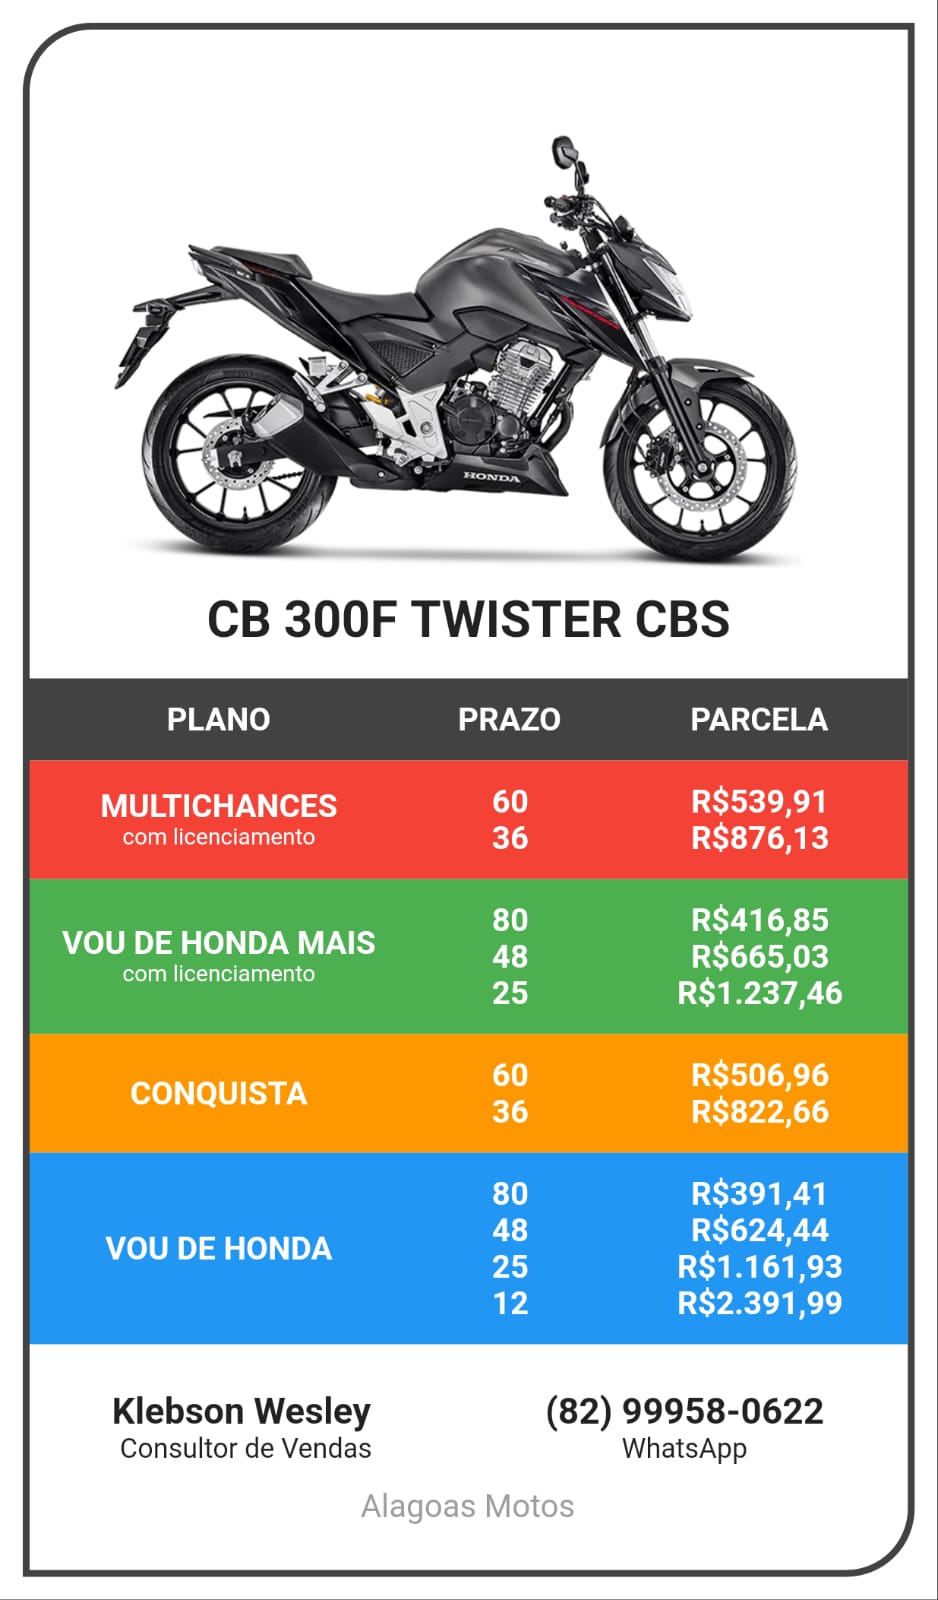 HONDA
CB 300F TWISTER CBS
PLANO PRAZO PARCELA
MULTICHANCES
com licenciamento
60 R$539,91
36 R$876,13
VOU DE HONDA MAIS
com licenciamento
80 R$416,85
48 R$665,03
25 R$1.237,46
CONQUISTA
60 R$506,96
36 R$822,66
VOU DE HONDA
80 R$391,41
48 R$624,44
25 R$1.161,93
12 R$2.391,99
Klebson Wesley
Consultor de Vendas
(82) 99958-0622
WhatsApp
Alagoas Motos